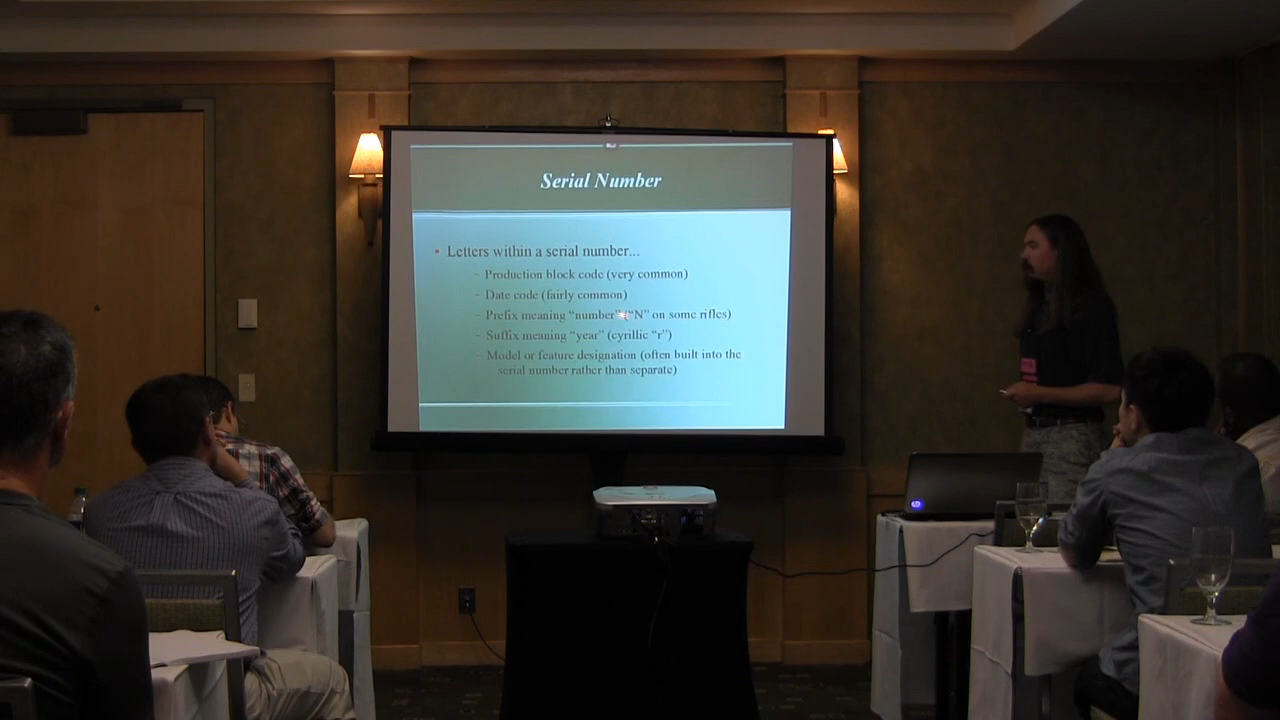 Serial Number
Letters within a serial number...
– Production block code (very common)
– Date code (fairly common)
– Prefix meaning “number” (“N” on some rifles)
– Suffix meaning “year” (cyrillic “r”)
– Model or feature designation (often built into the
serial number rather than separate)
hp